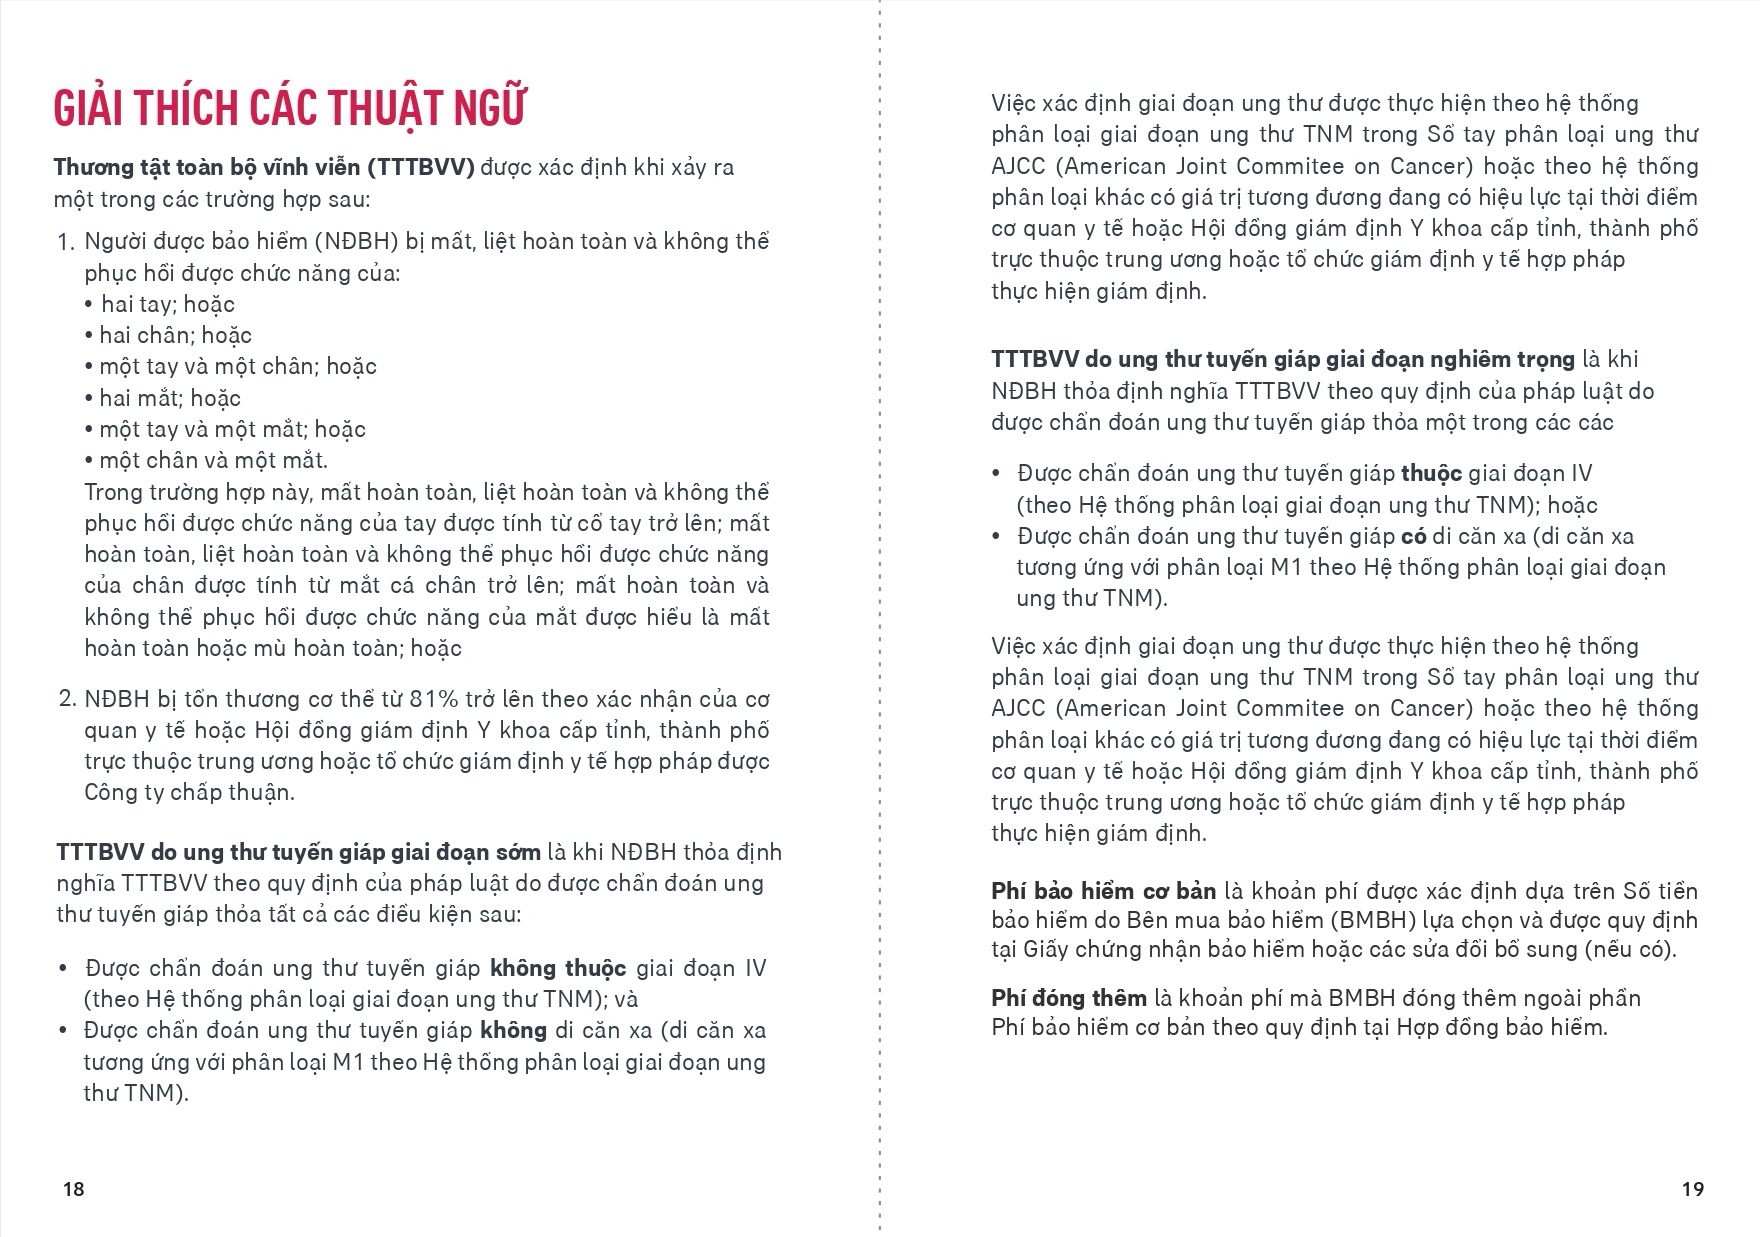 GIẢI THÍCH CÁC THUẬT NGỮ
Thương tật toàn bộ vĩnh viễn (TTTBVV) được xác định khi xảy ra
một trong các trường hợp sau:
1. Người được bảo hiểm (NĐBH) bị mất, liệt hoàn toàn và không thể
phục hồi được chức năng của:
• hai tay; hoặc
• hai chân; hoặc
• một tay và một chân; hoặc
• hai mắt; hoặc
• một tay và một mắt; hoặc
• một chân và một mắt.
Trong trường hợp này, mất hoàn toàn, liệt hoàn toàn và không thể
phục hồi được chức năng của tay được tính từ cổ tay trở lên; mất
hoàn toàn, liệt hoàn toàn và không thể phục hồi được chức năng
của chân được tính từ mắt cá chân trở lên; mất hoàn toàn và
không thể phục hồi được chức năng của mắt được hiểu là mất
hoàn toàn hoặc mù hoàn toàn; hoặc
2. NĐBH bị tổn thương cơ thể từ 81% trở lên theo xác nhận của cơ
quan y tế hoặc Hội đồng giám định Y khoa cấp tỉnh, thành phố
trực thuộc trung ương hoặc tổ chức giám định y tế hợp pháp được
Công ty chấp thuận.
TTTBVV do ung thư tuyến giáp giai đoạn sớm là khi NĐBH thỏa định
nghĩa TTTBVV theo quy định của pháp luật do được chẩn đoán ung
thư tuyến giáp thỏa tất cả các điều kiện sau:
• Được chẩn đoán ung thư tuyến giáp không thuộc giai đoạn IV
(theo Hệ thống phân loại giai đoạn ung thư TNM); và
• Được chẩn đoán ung thư tuyến giáp không di căn xa (di căn xa
tương ứng với phân loại M1 theo Hệ thống phân loại giai đoạn ung
thư TNM).
18
Việc xác định giai đoạn ung thư được thực hiện theo hệ thống
phân loại giai đoạn ung thư TNM trong Sổ tay phân loại ung thư
AJCC (American Joint Commitee on Cancer) hoặc theo hệ thống
phân loại khác có giá trị tương đương đang có hiệu lực tại thời điểm
cơ quan y tế hoặc Hội đồng giám định Y khoa cấp tỉnh, thành phố
trực thuộc trung ương hoặc tổ chức giám định y tế hợp pháp
thực hiện giám định.
TTTBVV do ung thư tuyến giáp giai đoạn nghiêm trọng là khi
NĐBH thỏa định nghĩa TTTBVV theo quy định của pháp luật do
được chẩn đoán ung thư tuyến giáp thỏa một trong các các
• Được chẩn đoán ung thư tuyến giáp thuộc giai đoạn IV
(theo Hệ thống phân loại giai đoạn ung thư TNM); hoặc
• Được chẩn đoán ung thư tuyến giáp có di căn xa (di căn xa
tương ứng với phân loại M1 theo Hệ thống phân loại giai đoạn
ung thư TNM).
Việc xác định giai đoạn ung thư được thực hiện theo hệ thống
phân loại giai đoạn ung thư TNM trong Sổ tay phân loại ung thư
AJCC (American Joint Commitee on Cancer) hoặc theo hệ thống
phân loại khác có giá trị tương đương đang có hiệu lực tại thời điểm
cơ quan y tế hoặc Hội đồng giám định Y khoa cấp tỉnh, thành phố
trực thuộc trung ương hoặc tổ chức giám định y tế hợp pháp
thực hiện giám định.
Phí bảo hiểm cơ bản là khoản phí được xác định dựa trên Số tiền
bảo hiểm do Bên mua bảo hiểm (BMBH) lựa chọn và được quy định
tại Giấy chứng nhận bảo hiểm hoặc các sửa đổi bổ sung (nếu có).
Phí đóng thêm là khoản phí mà BMBH đóng thêm ngoài phần
Phí bảo hiểm cơ bản theo quy định tại Hợp đồng bảo hiểm.
19